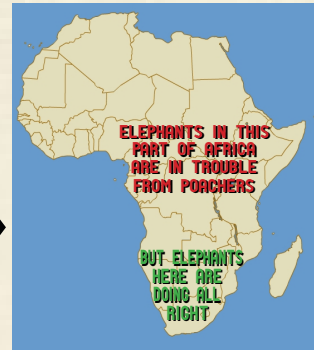 ELEPHANTS IN THIS
PART OF AFRICA
ARE IN TROUBLE
FROM POACHERS
BUT ELEPHANTS
HERE ARE
DOING ALL
RIGHT